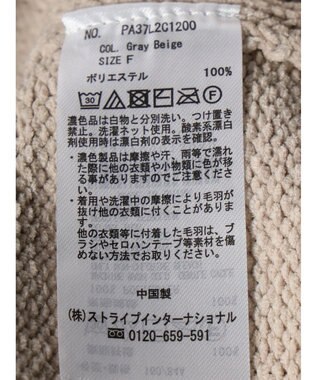 NO. PA37L2C1200
COL. Gray Beige
SIZE F
ポリエステル 100%
30 F
濃色品は白物と分別洗い。つけ置き
禁止。洗濯ネット使用。酸素系漂白
剤使用時は漂白剤の表示を確認。
・濃色製品は摩擦や汗、雨等で濡れ
た際に他の衣類や小物類に色が移
る事がありますのでご注意くださ
い。
・着用や洗濯中の摩擦により毛羽が
抜け他の衣類に付くことがありま
す。
他の衣類等に付着した毛羽は、ブ
ラシやセロハンテープ等素材を傷
めない方法でお取りください。
中国製
(株)ストライプインターナショナル
☎ 0120-659-591